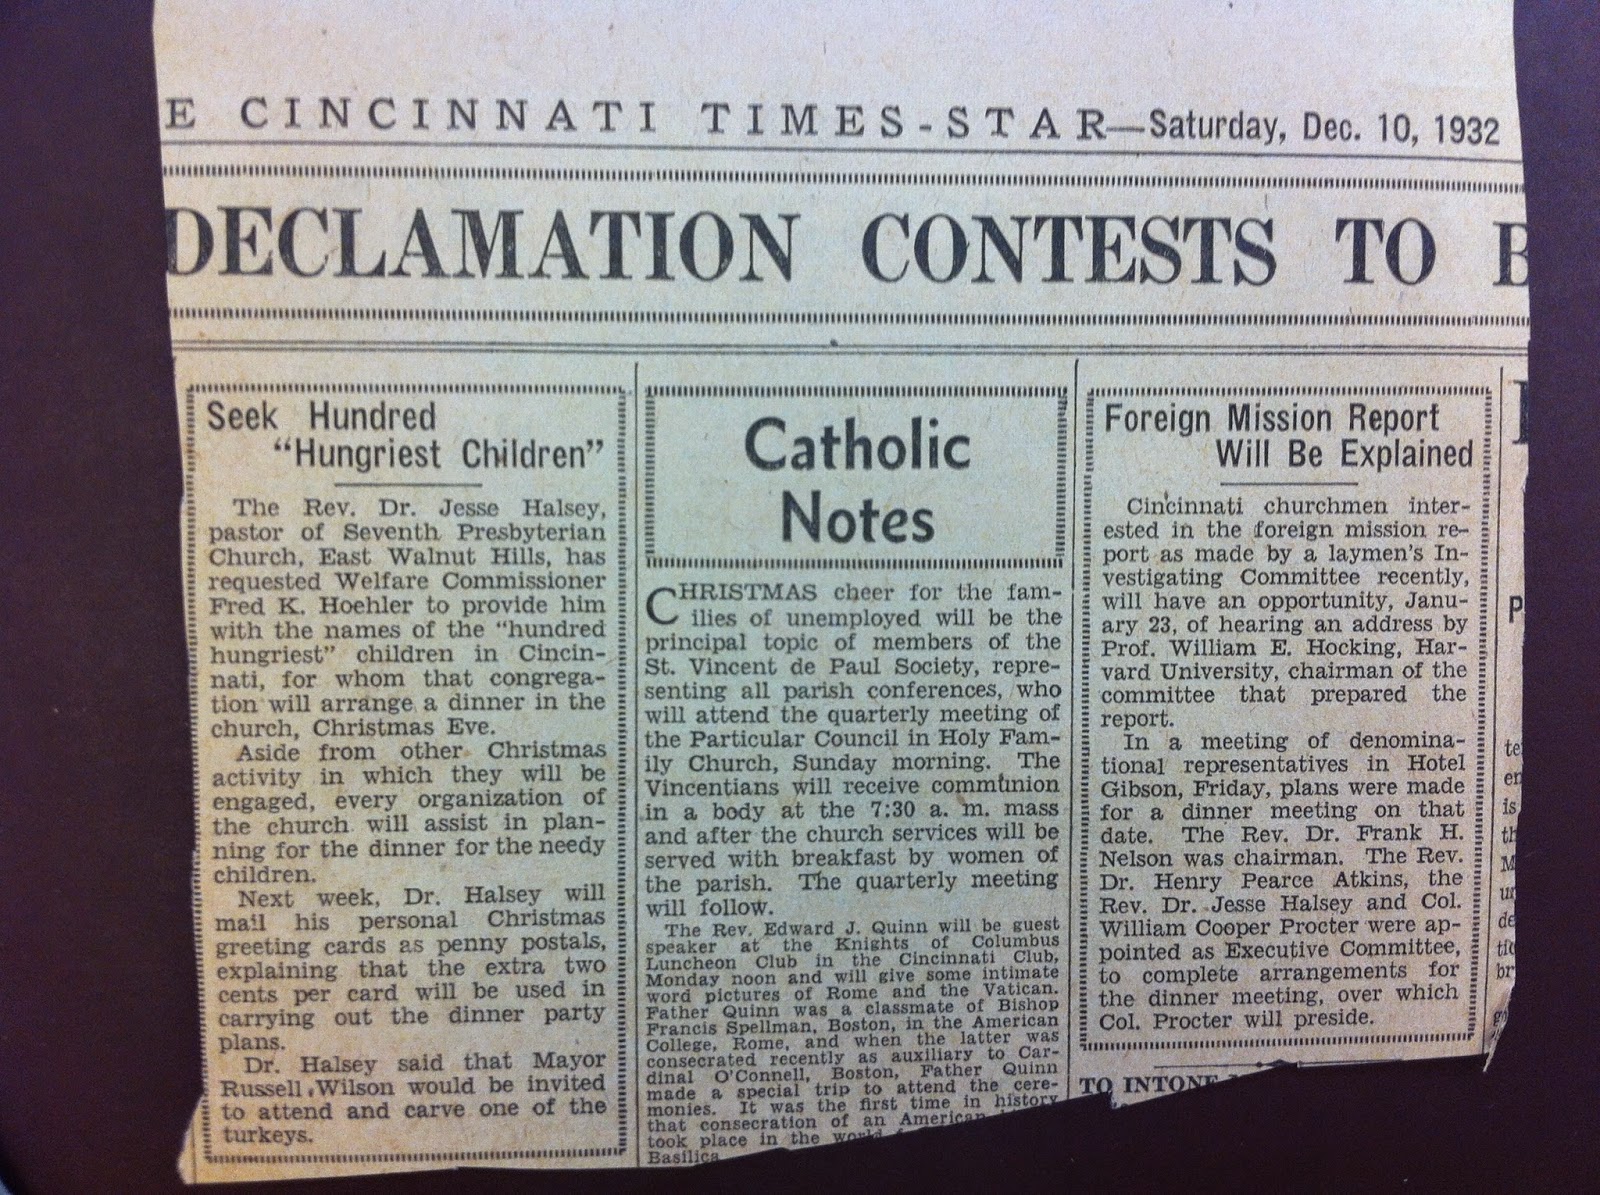 E CINCINNATI TIMES-STAR—Saturday, Dec. 10, 1932
DECLAMATION CONTESTS TO B
Seek Hundred
"Hungriest Children"
The Rev. Dr. Jesse Halsey,
pastor of Seventh Presbyterian
Church, East Walnut Hills, has
requested Welfare Commissioner
Fred K. Hoehler to provide him
with the names of the "hundred
hungriest" children in Cincin-
nati, for whom that congrega-
tion will arrange a dinner in the
church, Christmas Eve.
Aside from other Christmas
activity in which they will be
engaged, every organization of
the church will assist in plan-
ning for the dinner for the needy
children.
Next week, Dr. Halsey will
mail his personal Christmas
greeting cards as penny postals,
explaining that the extra two
cents per card will be used in
carrying out the dinner party
plans.
Dr. Halsey said that Mayor
Russell Wilson would be invited
to attend and carve one of the
turkeys.
Catholic
Notes
CHRISTMAS cheer for the fam-
ilies of unemployed will be the
principal topic of members of the
St. Vincent de Paul Society, repre-
senting all parish conferences, who
will attend the quarterly meeting of
the Particular Council in Holy Fam-
ily Church, Sunday morning. The
Vincentians will receive communion
in a body at the 7:30 a. m. mass
and after the church services will be
served with breakfast by women of
the parish. The quarterly meeting
will follow.
The Rev. Edward J. Quinn will be guest
speaker at the Knights of Columbus
Luncheon Club in the Cincinnati Club,
Monday noon and will give some intimate
word pictures of Rome and the Vatican.
Father Quinn was a classmate of Bishop
Francis Spellman, Boston, in the American
College, Rome, and when the latter was
consecrated recently as auxiliary to Car-
dinal O'Connell, Boston, Father Quinn
made a special trip to attend the cere-
monies. It was the first time in history
that consecration of an American
took place in the world
Basilica
Foreign Mission Report
Will Be Explained
Cincinnati churchmen inter-
ested in the foreign mission re-
port as made by a laymen's In-
vestigating Committee recently,
will have an opportunity, Janu-
ary 23, of hearing an address by
Prof. William E. Hocking, Har-
vard University, chairman of the
committee that prepared the
report.
In a meeting of denomina-
tional representatives in Hotel
Gibson, Friday, plans were made
for a dinner meeting on that
date. The Rev. Dr. Frank H.
Nelson was chairman. The Rev.
Dr. Henry Pearce Atkins, the
Rev. Dr. Jesse Halsey and Col.
William Cooper Procter were ap-
pointed as Executive Committee,
to complete arrangements for
the dinner meeting, over which
Col. Procter will preside.
TO INTONE
P
te
en
is
th
M
un
de
tic
br